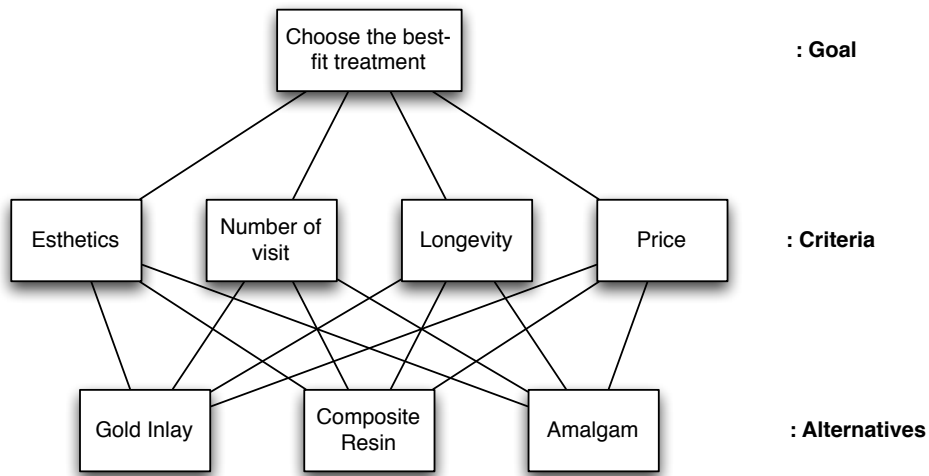 Choose the best-
fit treatment
: Goal
Esthetics
Number of
visit
Longevity
Price
: Criteria
Gold Inlay
Composite
Resin
Amalgam
: Alternatives